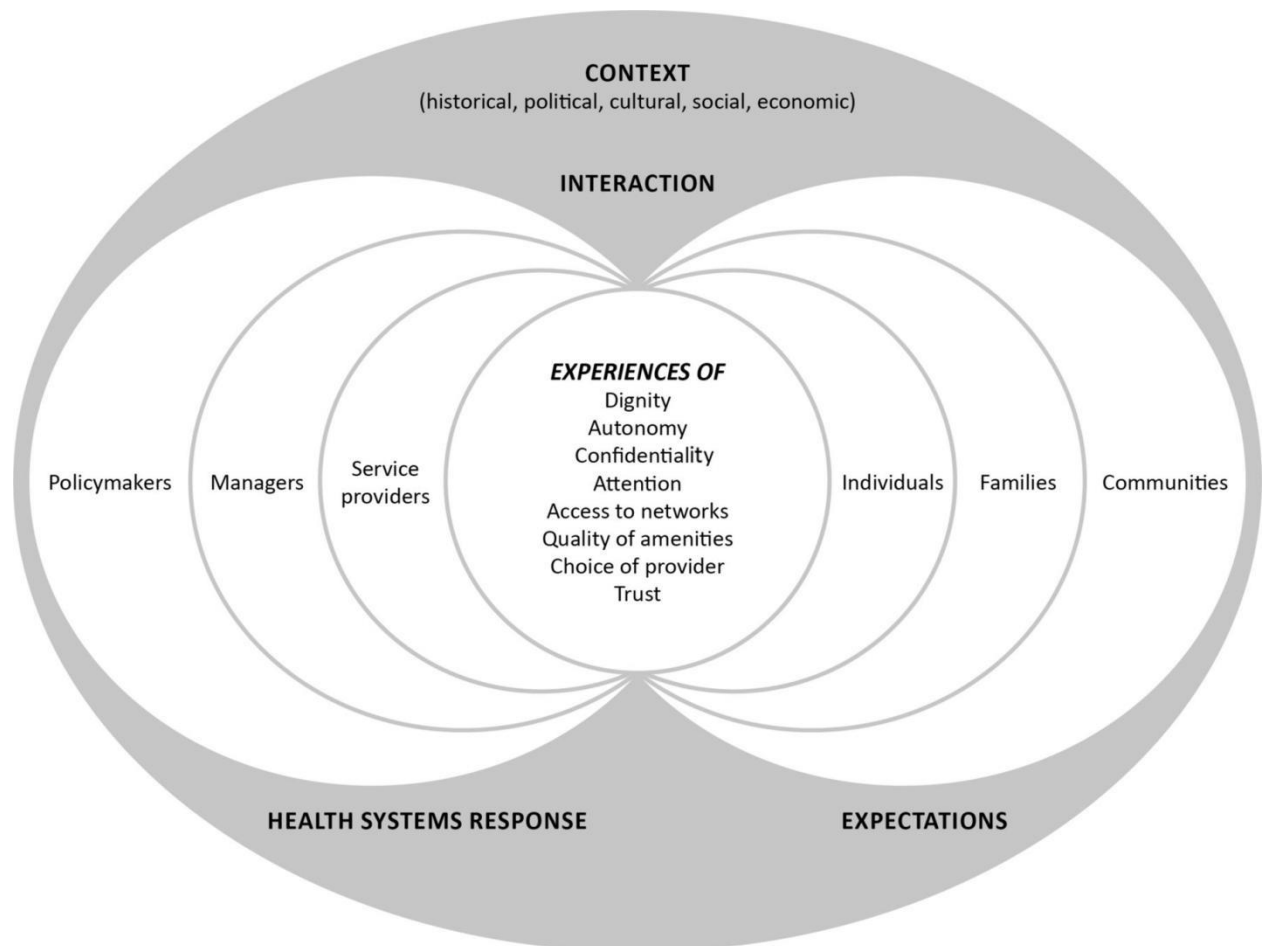 CONTEXT
(historical, political, cultural, social, economic)
INTERACTION
EXPERIENCES OF
Dignity
Autonomy
Confidentiality
Attention
Access to networks
Quality of amenities
Choice of provider
Trust
Policymakers
Managers
Service
providers
Individuals
Families
Communities
HEALTH SYSTEMS RESPONSE
EXPECTATIONS